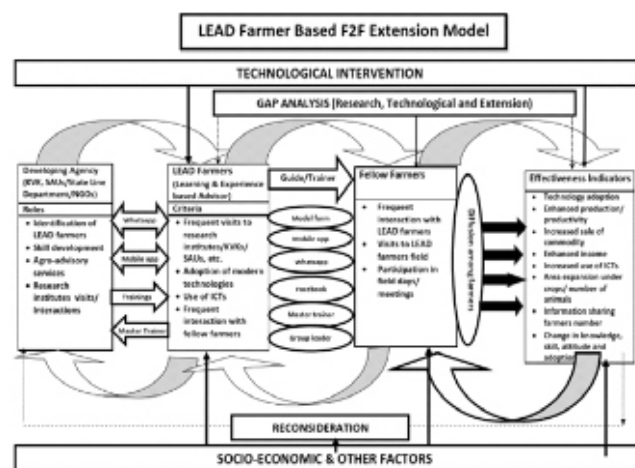 LEAD Farmer Based F2F Extension Model
TECHNOLOGICAL INTERVENTION
GAP ANALYSIS (Research, Technological and Extension)
Developing Agency
(KVK, SAUs/State Line
Department/NGOs)
Roles
• Identification of
LEAD farmers
• Skill development
• Agro-advisory
services
• Research
institutes visits/
Interactions
Whatsapp
Mobile app
Trainings
Master Trainer
LEAD Farmers
(Learning & Experience
based Advisor)
Criteria
• Frequent visits to
research
institutes/KVKs/
SAUs, etc.
• Adoption of modern
technologies
• Use of ICTs
• Frequent
interaction with
fellow farmers
Guide/Trainer
Model farm
mobile app
whatsapp
Facebook
Master trainer
Group leader
Fellow Farmers
• Frequent
interaction with
LEAD farmers
• Visits to LEAD
farmers field
• Participation in
field days/
meetings
Diffusion among farmers
Effectiveness Indicators
• Technology adoption
• Enhanced production/
productivity
• Increased sale of
commodity
• Enhanced income
• Increased use of ICTs
• Area expansion under
crops/ number of
animals
• Information sharing
farmers number
• Change in knowledge,
skill, attitude and
adoption
RECONSIDERATION
SOCIO-ECONOMIC & OTHER FACTORS